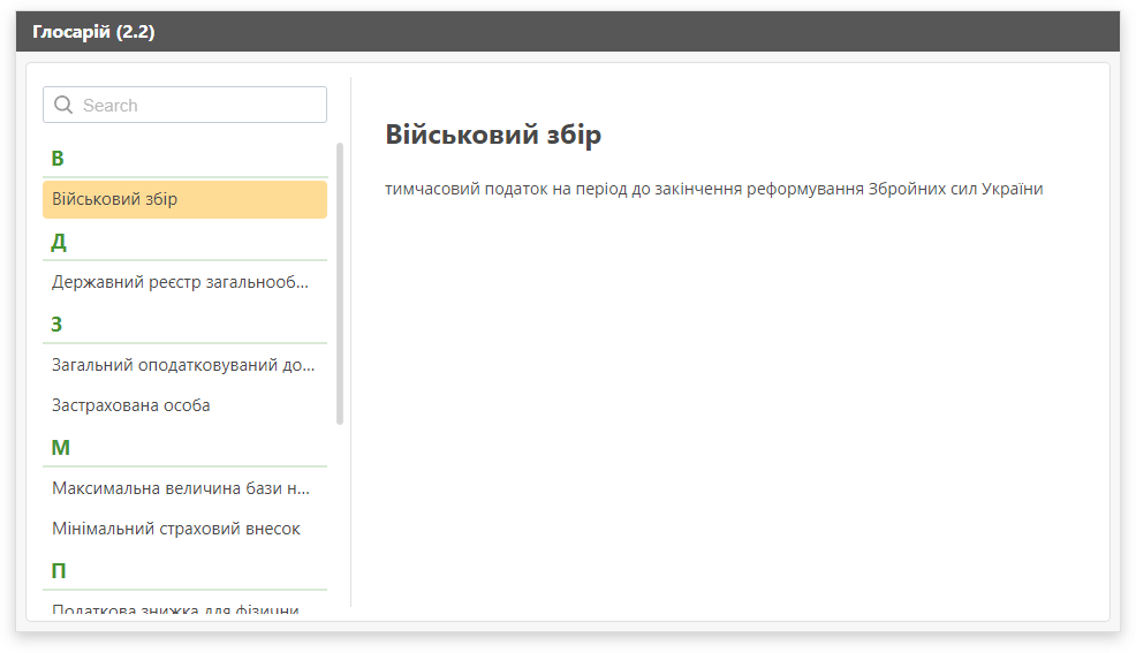 Глосарій (2.2)
Search
В
Військовий збір
Д
Державний реєстр загальнооб...
З
Загальний оподатковуваний до...
Застрахована особа
М
Максимальна величина бази н...
Мінімальний страховий внесок
П
Податкова знижка для фізични
Військовий збір
тимчасовий податок на період до закінчення реформування Збройних сил України